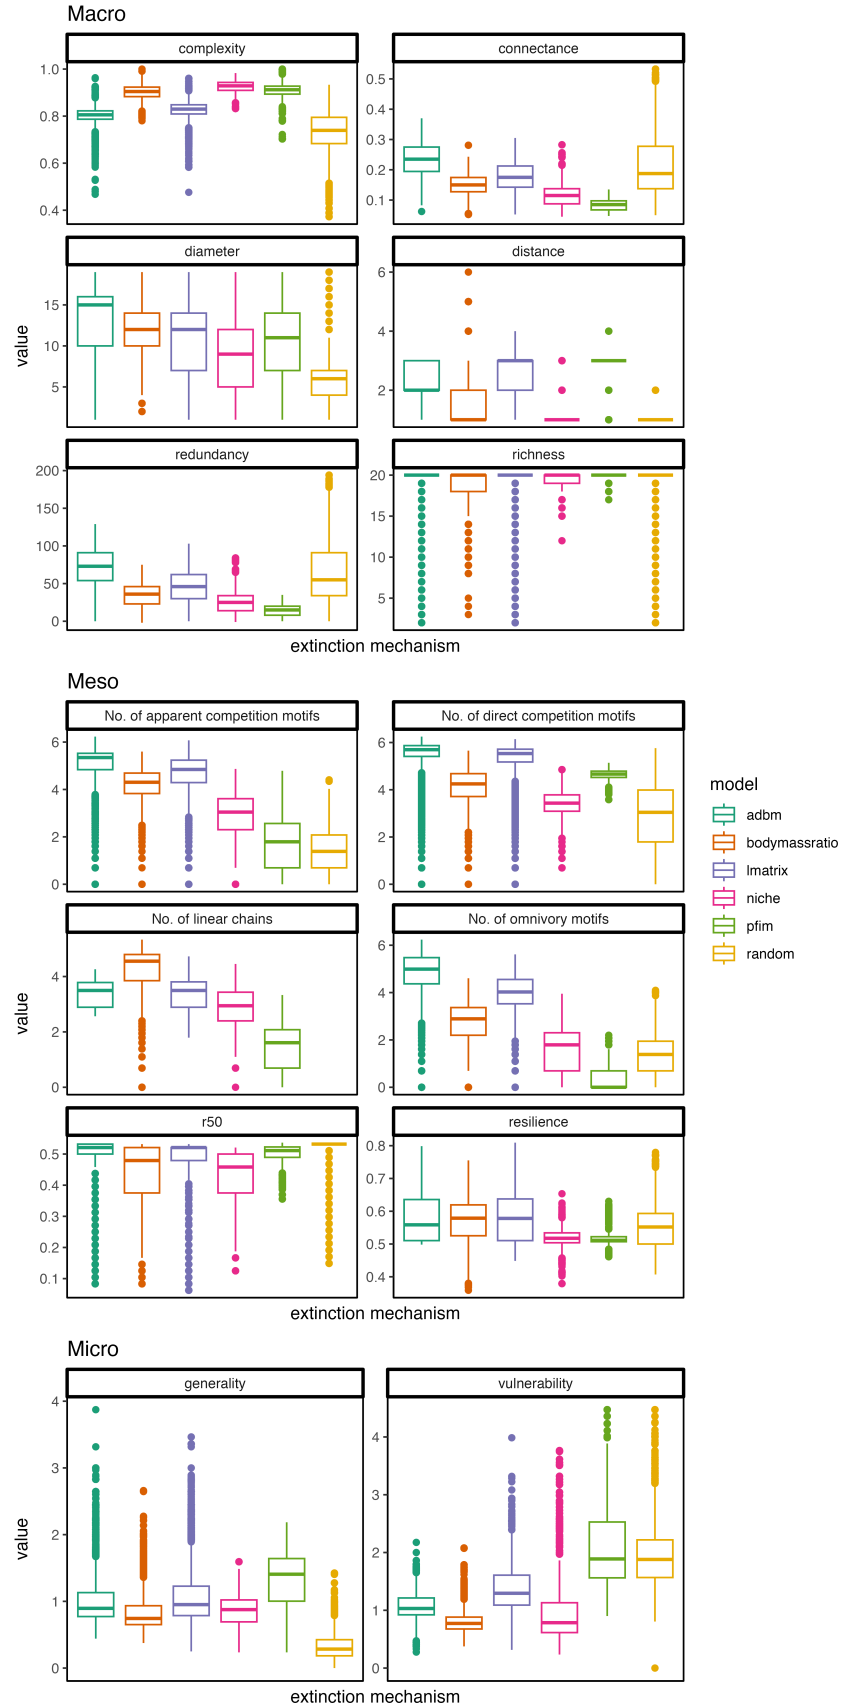 Macro
complexity
connectance
1.0
0.8
0.6
0.4
0.5
0.4
0.3
0.2
0.1
diameter
distance
15
10
5
6
4
2
value
redundancy
richness
200
150
100
50
0
20
15
10
5
extinction mechanism
Meso
No. of apparent competition motifs
No. of direct competition motifs
6
4
2
0
6
4
2
0
No. of linear chains
No. of omnivory motifs
4
2
0
6
4
2
0
value
r50
resilience
0.5
0.4
0.3
0.2
0.1
0.8
0.7
0.6
0.5
0.4
extinction mechanism
model
adbm
bodymassratio
lmatrix
niche
pfim
random
Micro
generality
vulnerability
4
3
2
1
0
4
3
2
1
0
value
extinction mechanism